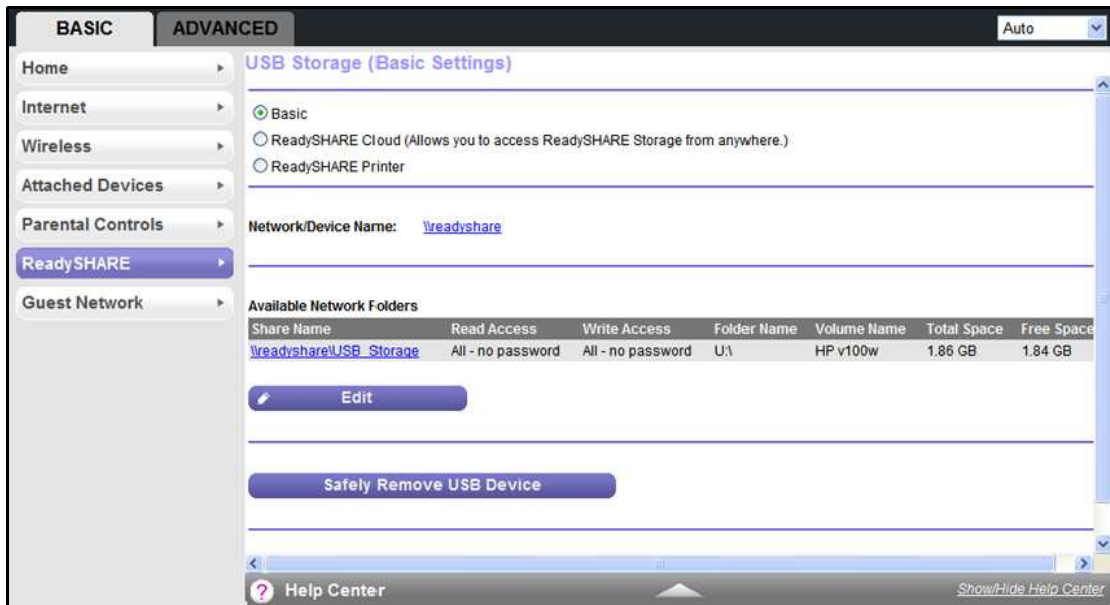 BASIC ADVANCED Auto
Home
Internet
Wireless
Attached Devices
Parental Controls
ReadySHARE
Guest Network
USB Storage (Basic Settings)
Basic
ReadySHARE Cloud (Allows you to access ReadySHARE Storage from anywhere.)
ReadySHARE Printer
Network/Device Name: \\readyshare
Available Network Folders
Share Name Read Access Write Access Folder Name Volume Name Total Space Free Space
\\readyshare\USB_Storage All - no password All - no password U:\ HP v100w 1.86 GB 1.84 GB
Edit
Safely Remove USB Device
? Help Center Show/Hide Help Center